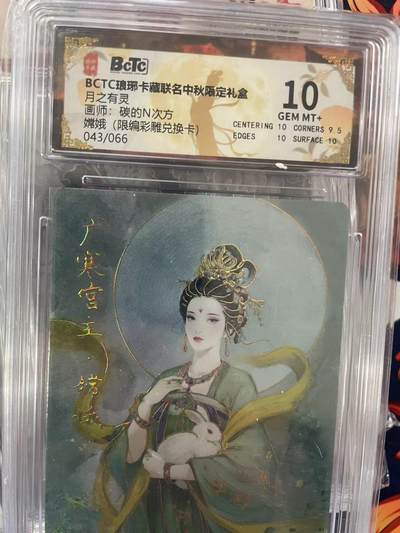 BCTC
BCTC琅琊卡藏联名中秋限定礼盒
月之有灵
画师：碳的N次方
嫦娥（限编彩雕兑换卡）
043/066
10
GEM MT+
CENTERING 10 CORNERS 9.5
EDGES 10 SURFACE 10
广寒宫主·嫦娥